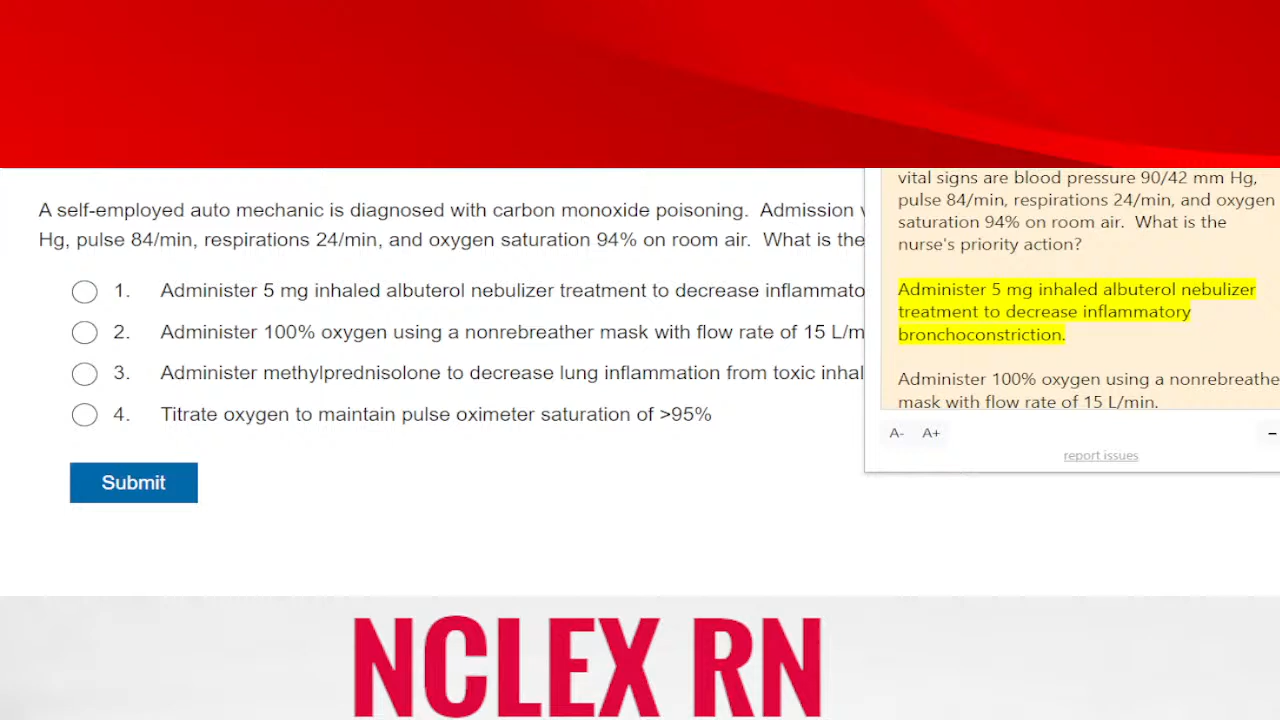 A self-employed auto mechanic is diagnosed with carbon monoxide poisoning. Admission
Hg, pulse 84/min, respirations 24/min, and oxygen saturation 94% on room air. What is the
1. Administer 5 mg inhaled albuterol nebulizer treatment to decrease inflammato
2. Administer 100% oxygen using a nonrebreather mask with flow rate of 15 L/m
3. Administer methylprednisolone to decrease lung inflammation from toxic inhal
4. Titrate oxygen to maintain pulse oximeter saturation of >95%
Submit
vital signs are blood pressure 90/42 mm Hg,
pulse 84/min, respirations 24/min, and oxygen
saturation 94% on room air. What is the
nurse's priority action?
Administer 5 mg inhaled albuterol nebulizer
treatment to decrease inflammatory
bronchoconstriction.
Administer 100% oxygen using a nonrebreathe
mask with flow rate of 15 L/min.
A- A+ −
report issues
NCLEX RN